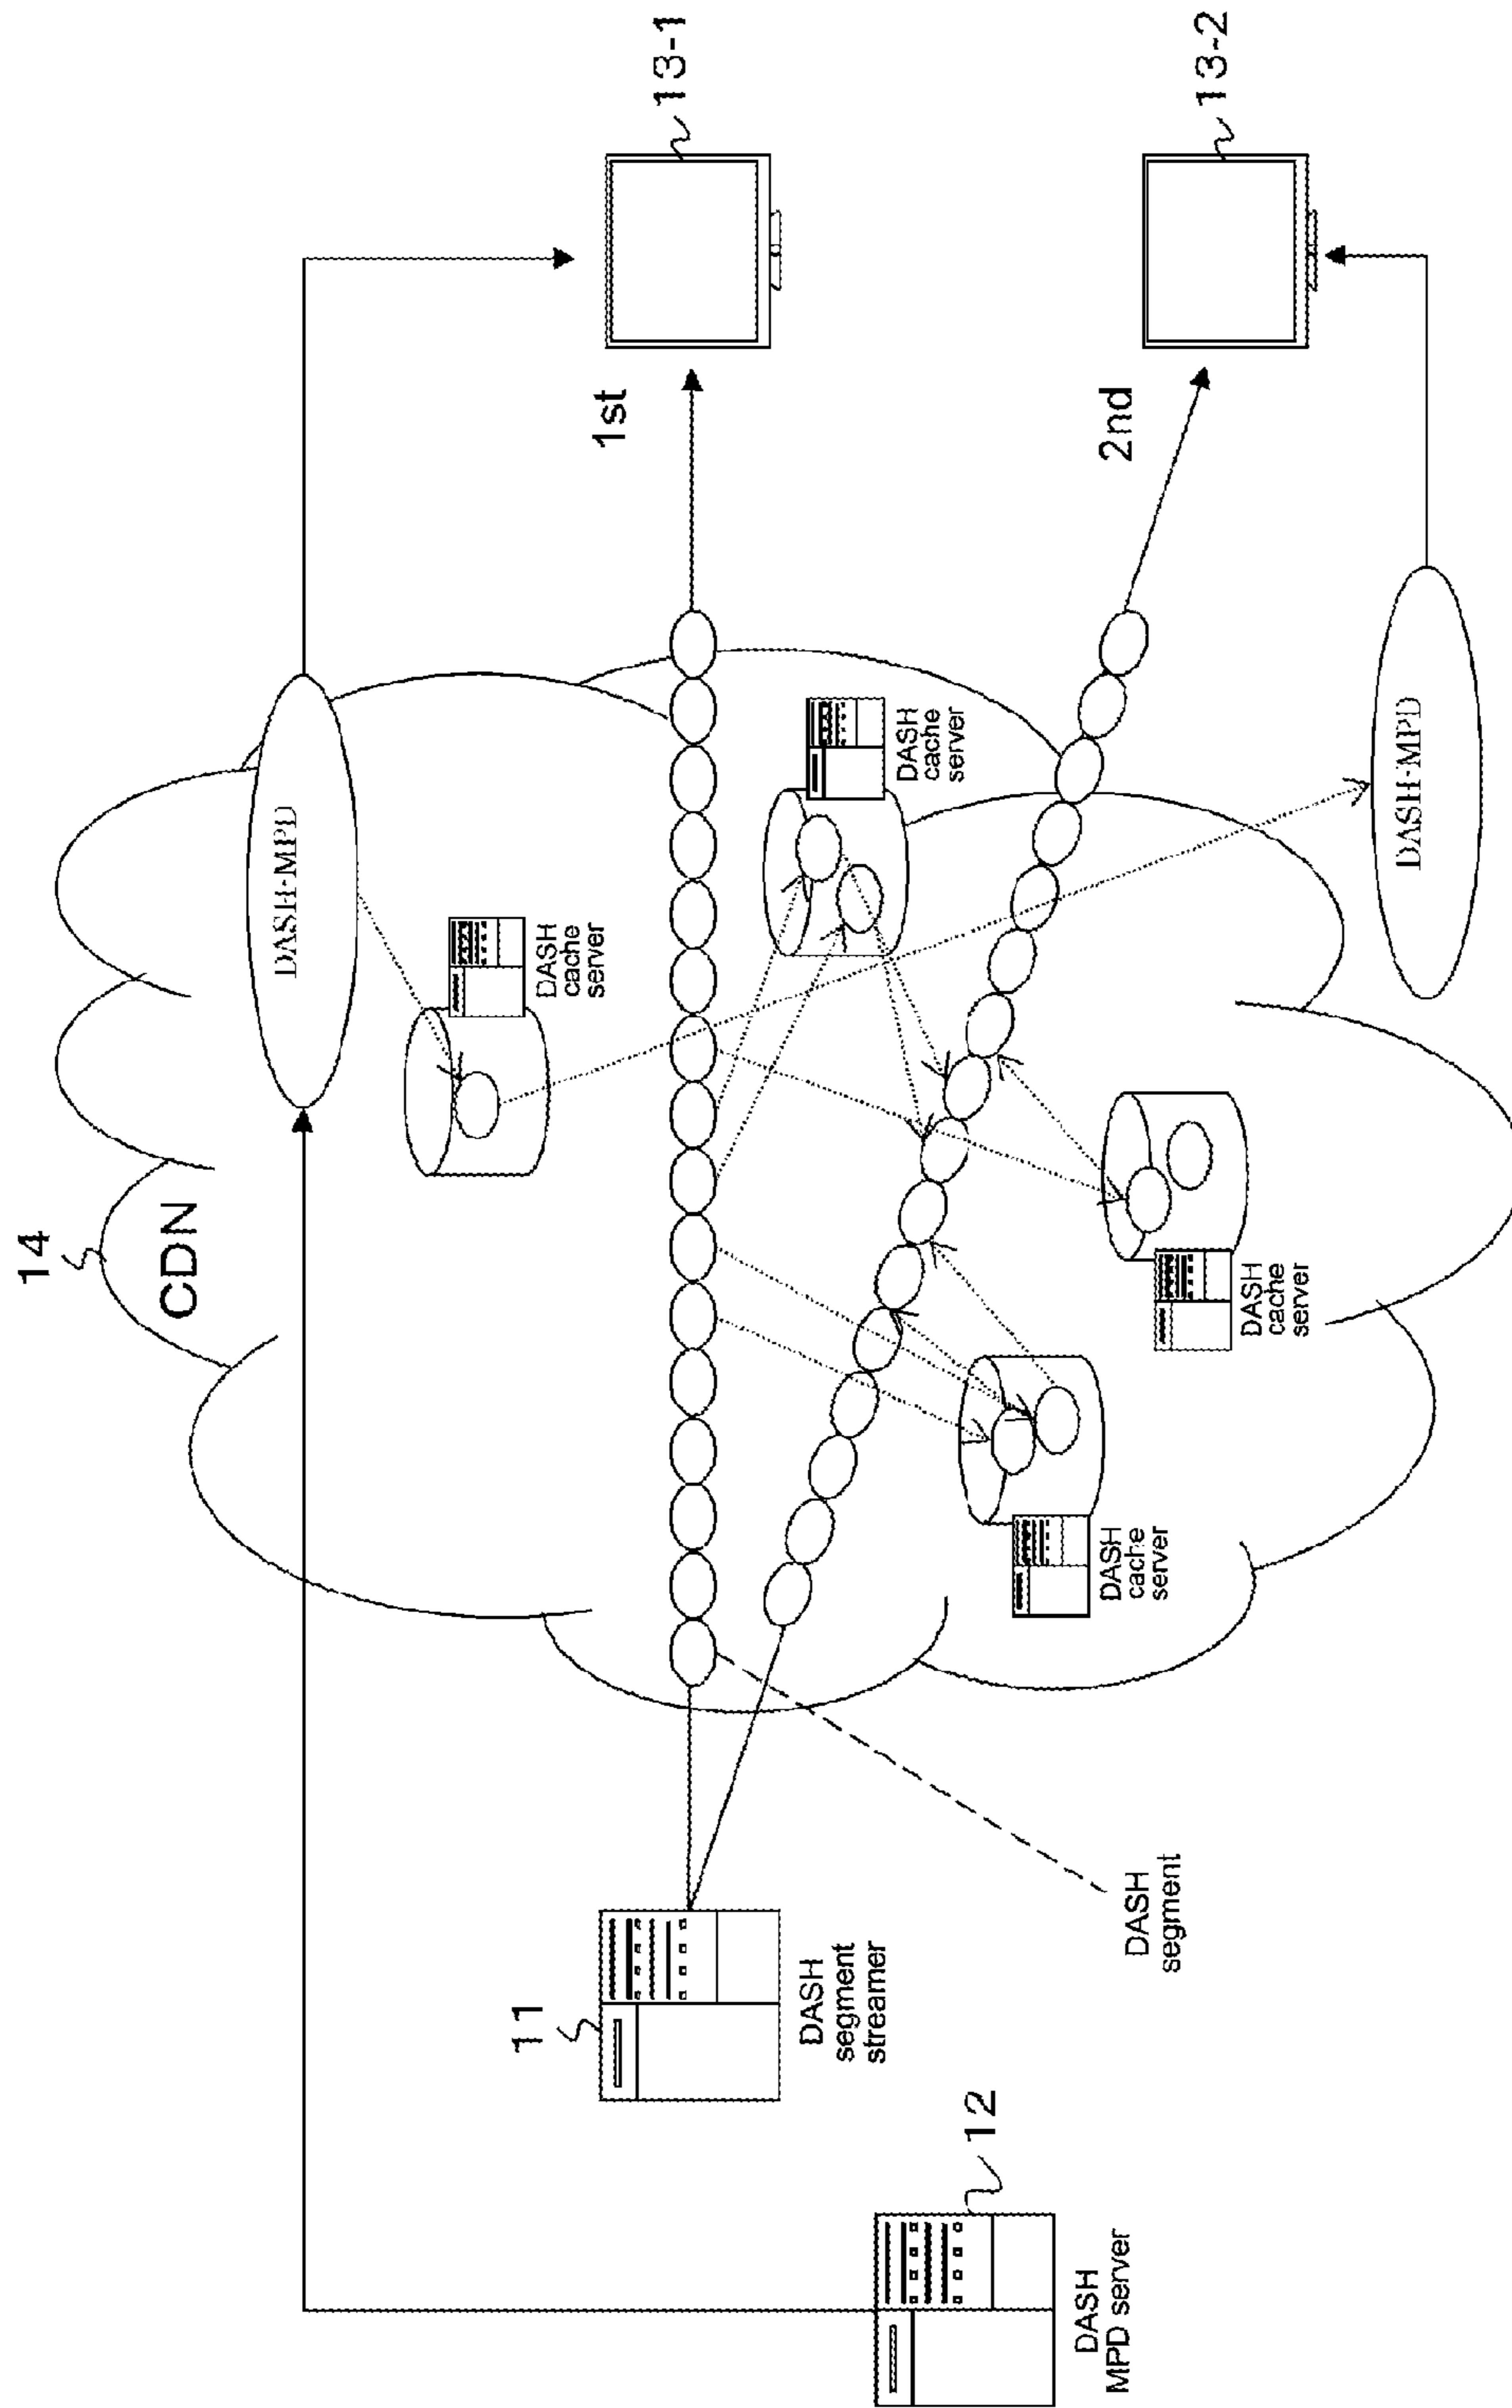 14
CDN
DASH-MPD
DASH
cache
server
1st
13-1
DASH
cache
server
11
DASH
segment
streamer
2nd
13-2
DASH
cache
server
DASH
cache
server
DASH
segment
12
DASH
MPD server
DASH-MPD